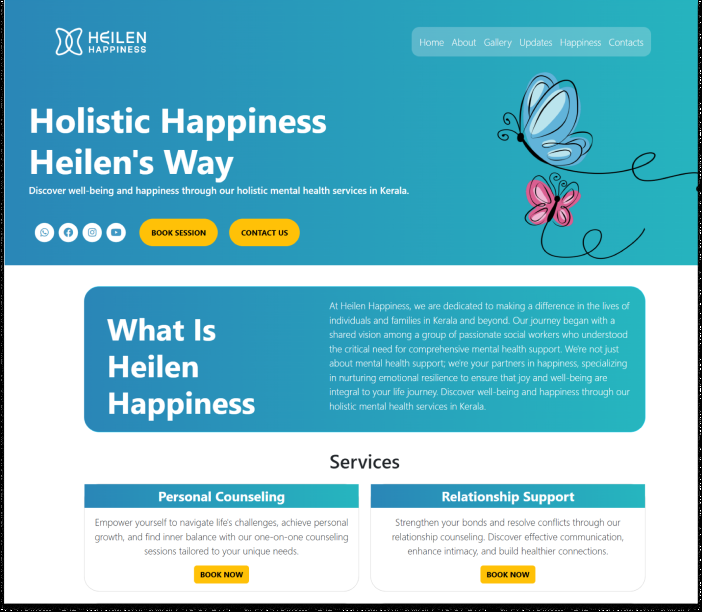 HEILEN
HAPPINESS
Home About Gallery Updates Happiness Contacts
Holistic Happiness
Heilen's Way
Discover well-being and happiness through our holistic mental health services in Kerala.
BOOK SESSION
CONTACT US
What Is
Heilen
Happiness
At Heilen Happiness, we are dedicated to making a difference in the lives of
individuals and families in Kerala and beyond. Our journey began with a
shared vision among a group of passionate social workers who understood
the critical need for comprehensive mental health support. We're not just
about mental health support; we're your partners in happiness, specializing
in nurturing emotional resilience to ensure that joy and well-being are
integral to your life journey. Discover well-being and happiness through our
holistic mental health services in Kerala.
Services
Personal Counseling
Empower yourself to navigate life's challenges, achieve personal
growth, and find inner balance with our one-on-one counseling
sessions tailored to your unique needs.
BOOK NOW
Relationship Support
Strengthen your bonds and resolve conflicts through our
relationship counseling. Discover effective communication,
enhance intimacy, and build healthier connections.
BOOK NOW